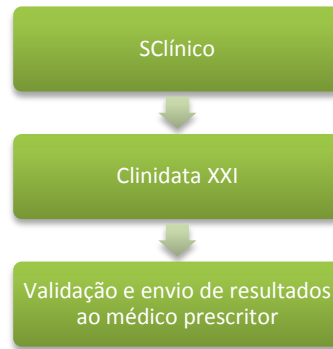 SClínico
Clinidata XXI
Validação e envio de resultados
ao médico prescritor